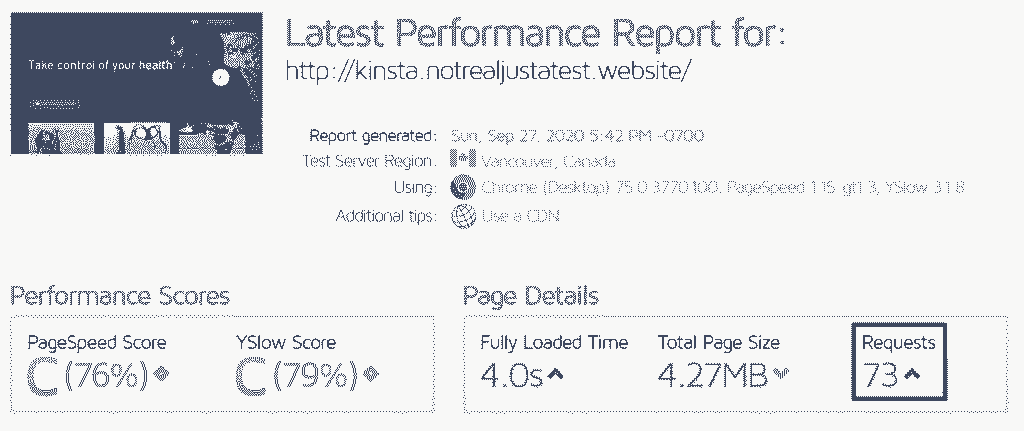 Take control of your health
Latest Performance Report for:
http://kinsta.notrealjustatest.website/
Report generated: Sun, Sep 27, 2020 5:42 PM -0700
Test Server Region: Vancouver, Canada
Using: Chrome (Desktop) 75.0.3770.100, PageSpeed 1.15-gt1.3, YSlow 3.1.8
Additional tips: Use a CDN
Performance Scores
Page Details
PageSpeed Score YSlow Score Fully Loaded Time Total Page Size Requests
C (76%) C (79%) 4.0s 4.27MB 73